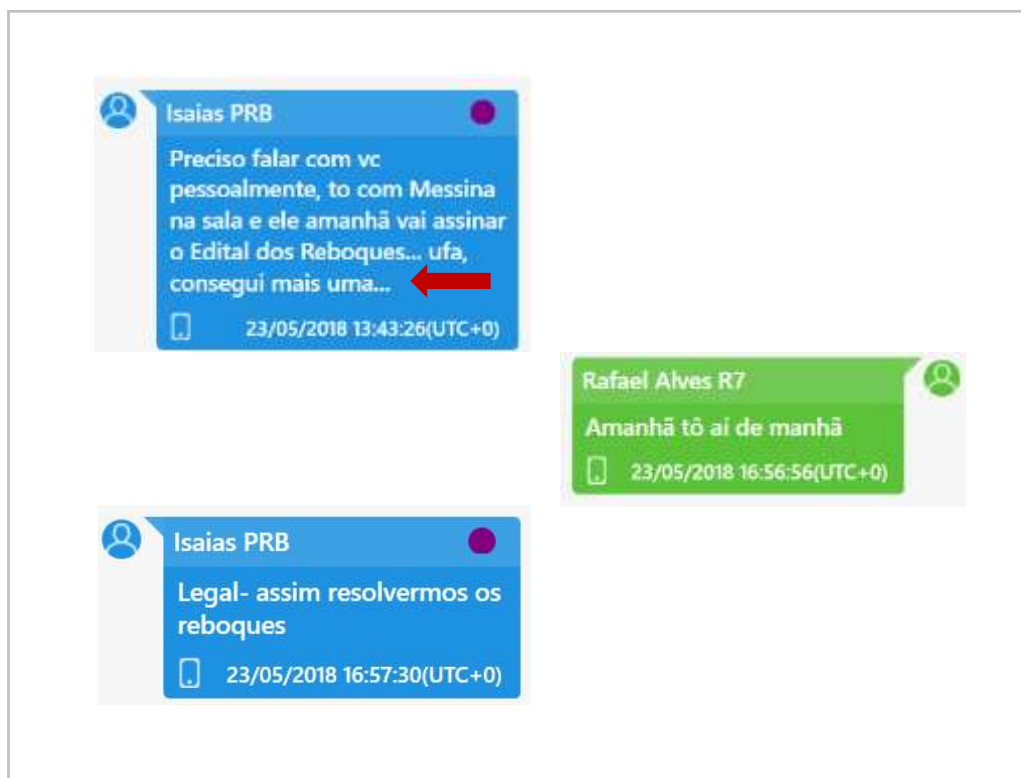 Isaias PRB
Preciso falar com vc
pessoalmente, to com Messina
na sala e ele amanhã vai assinar
o Edital dos Reboques... ufa,
consegui mais uma...
23/05/2018 13:43:26(UTC+0)
Rafael Alves R7
Amanhã tô ai de manhã
23/05/2018 16:56:56(UTC+0)
Isaias PRB
Legal- assim resolvermos os
reboques
23/05/2018 16:57:30(UTC+0)